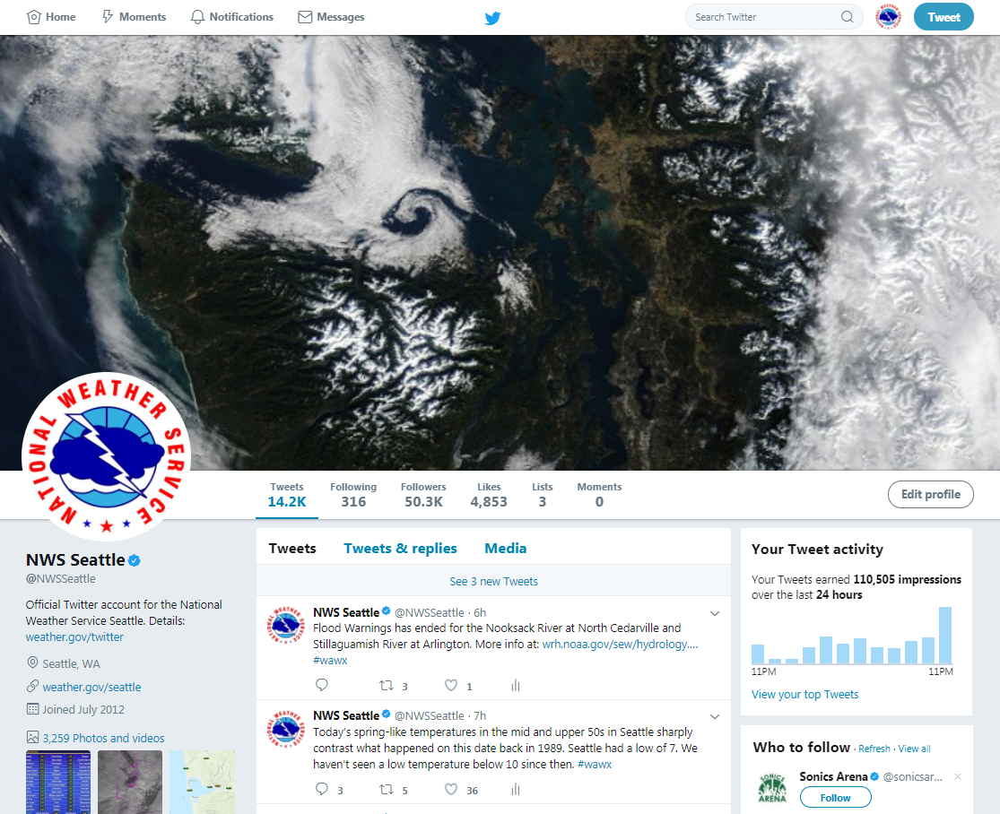 Home
Moments
Notifications
Messages
Search Twitter
Tweet
NATIONAL WEATHER SERVICE
Tweets
14.2K
Following
316
Followers
50.3K
Likes
4,853
Lists
3
Moments
0
Edit profile
NWS Seattle
@NWSSeattle
Official Twitter account for the National
Weather Service Seattle. Details:
weather.gov/twitter
Seattle, WA
weather.gov/seattle
Joined July 2012
3,259 Photos and videos
Tweets
Tweets & replies
Media
See 3 new Tweets
NWS Seattle @NWSSeattle · 6h
Flood Warnings has ended for the Nooksack River at North Cedarville and
Stillaguamish River at Arlington. More info at: wrh.noaa.gov/sew/hydrology....
#wawx
3 1
NWS Seattle @NWSSeattle · 7h
Today's spring-like temperatures in the mid and upper 50s in Seattle sharply
contrast what happened on this date back in 1989. Seattle had a low of 7. We
haven't seen a low temperature below 10 since then. #wawx
3 5 36
Your Tweet activity
Your Tweets earned 110,505 impressions
over the last 24 hours
11PM 11PM
View your top Tweets
Who to follow · Refresh · View all
SONICS
ARENA
Sonics Arena @sonicsar...
Follow